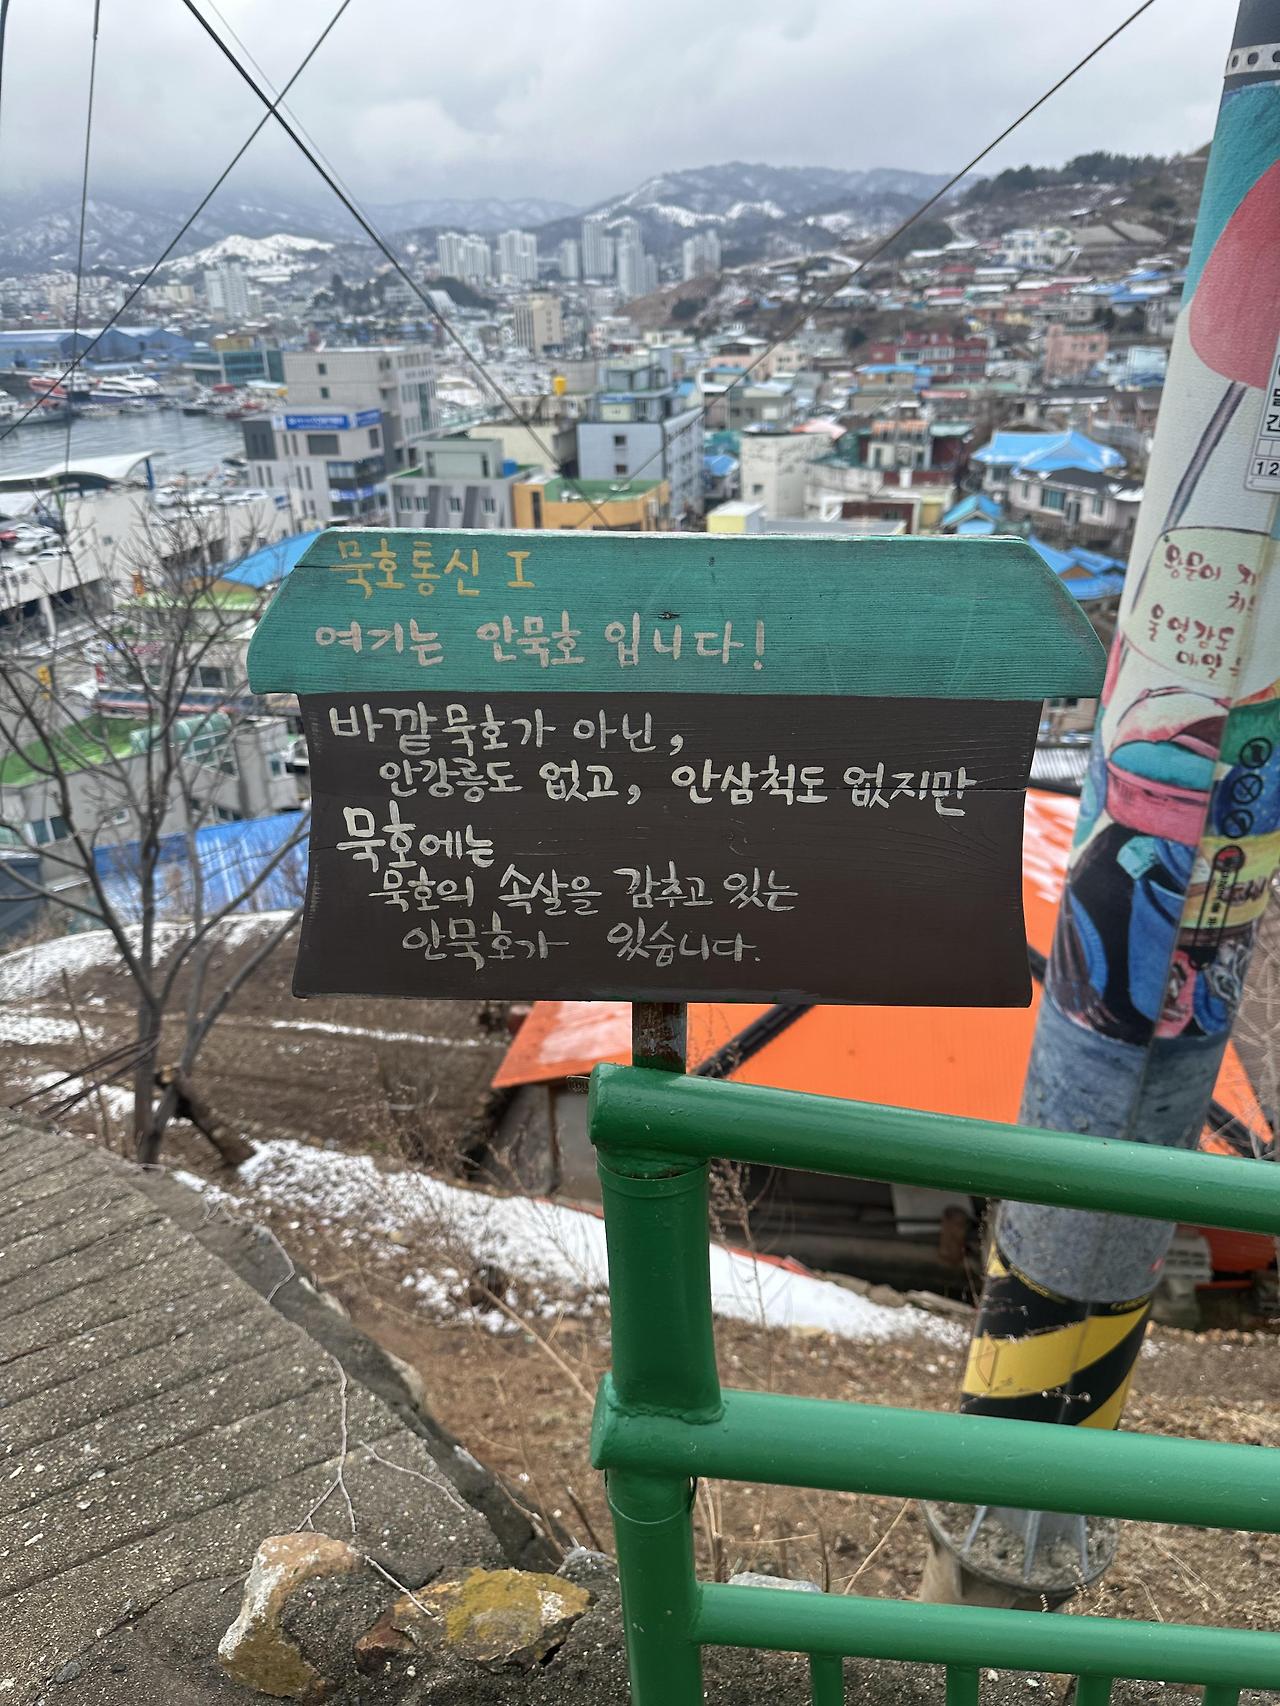 묵호통신 I
여기는 안묵호 입니다!
바깥묵호가 아닌,
안강릉도 없고, 안삼척도 없지만
묵호에는
묵호의 속살을 감추고 있는
안묵호가 있습니다.